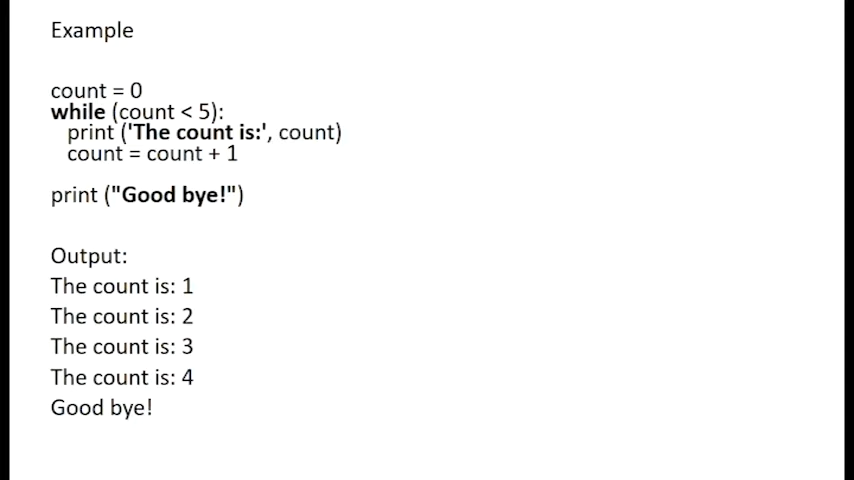 Example
count = 0
while (count < 5):
print ('The count is:', count)
count = count + 1
print ("Good bye!")
Output:
The count is: 1
The count is: 2
The count is: 3
The count is: 4
Good bye!